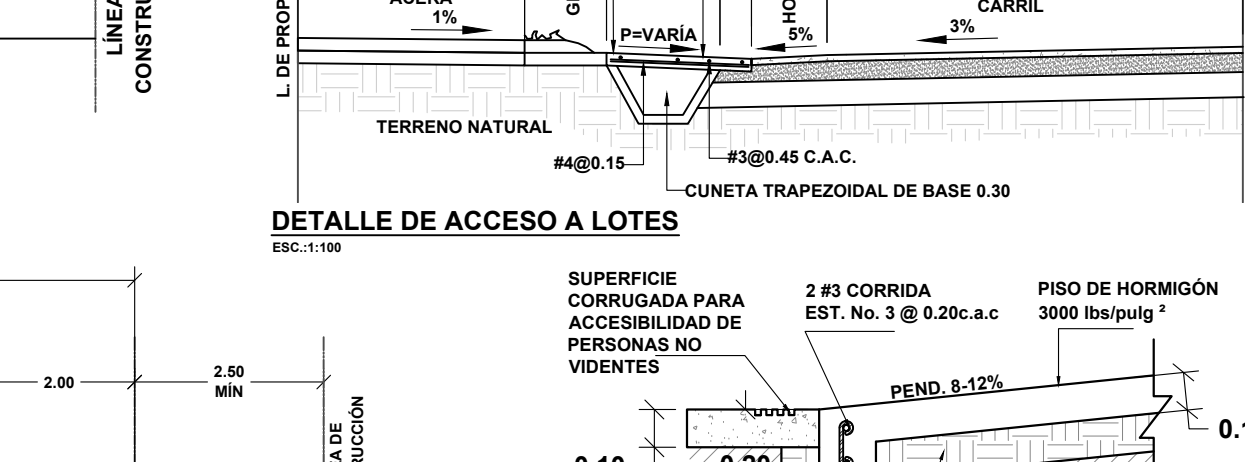 ACERA
1%
CARRIL
3%
P=VARÍA
5%
LÍNEA
L. DE PROP
TERRENO NATURAL
#4@0.15
#3@0.45 C.A.C.
CUNETA TRAPEZOIDAL DE BASE 0.30
DETALLE DE ACCESO A LOTES
ESC.:1:100
SUPERFICIE
CORRUGADA PARA
ACCESIBILIDAD DE
PERSONAS NO
VIDENTES
2 #3 CORRIDA
EST. No. 3 @ 0.20c.a.c
PISO DE HORMIGÓN
3000 lbs/pulg ²
2.00
2.50
MÍN
PEND. 8-12%
0.10
0.20